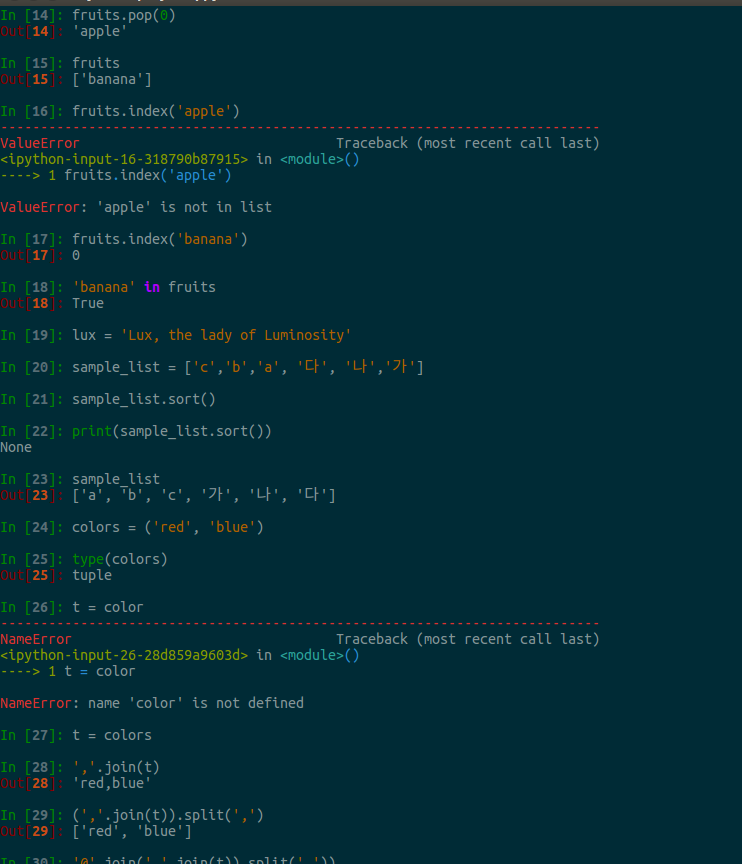 In [14]: fruits.pop(0)
Out[14]: 'apple'
In [15]: fruits
Out[15]: ['banana']
In [16]: fruits.index('apple')
---------------------------------------------------------------------------
ValueError                                Traceback (most recent call last)
<ipython-input-16-318790b87915> in <module>()
----> 1 fruits.index('apple')
ValueError: 'apple' is not in list
In [17]: fruits.index('banana')
Out[17]: 0
In [18]: 'banana' in fruits
Out[18]: True
In [19]: lux = 'Lux, the lady of Luminosity'
In [20]: sample_list = ['c','b','a', '다', '나','가']
In [21]: sample_list.sort()
In [22]: print(sample_list.sort())
None
In [23]: sample_list
Out[23]: ['a', 'b', 'c', '가', '나', '다']
In [24]: colors = ('red', 'blue')
In [25]: type(colors)
Out[25]: tuple
In [26]: t = color
---------------------------------------------------------------------------
NameError                                 Traceback (most recent call last)
<ipython-input-26-28d859a9603d> in <module>()
----> 1 t = color
NameError: name 'color' is not defined
In [27]: t = colors
In [28]: ','.join(t)
Out[28]: 'red,blue'
In [29]: (','.join(t)).split(',')
Out[29]: ['red', 'blue']
In [30]: